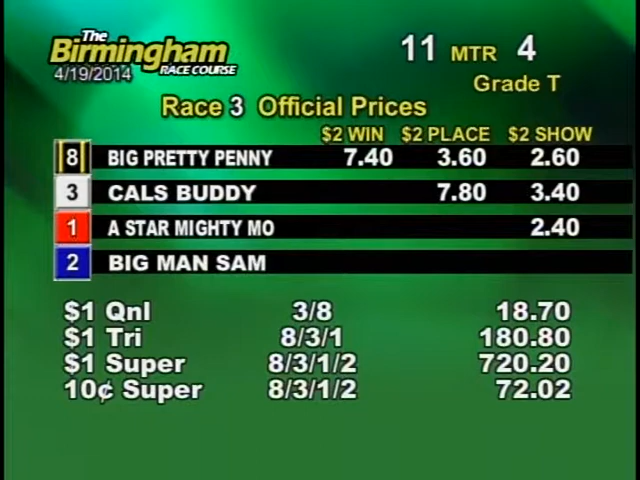 The
Birmingham
RACE COURSE
4/19/2014
11 MTR 4
Grade T
Race 3 Official Prices
$2 WIN $2 PLACE $2 SHOW
8 BIG PRETTY PENNY 7.40 3.60 2.60
3 CALS BUDDY 7.80 3.40
1 A STAR MIGHTY MO 2.40
2 BIG MAN SAM
$1 Qnl 3/8 18.70
$1 Tri 8/3/1 180.80
$1 Super 8/3/1/2 720.20
10¢ Super 8/3/1/2 72.02